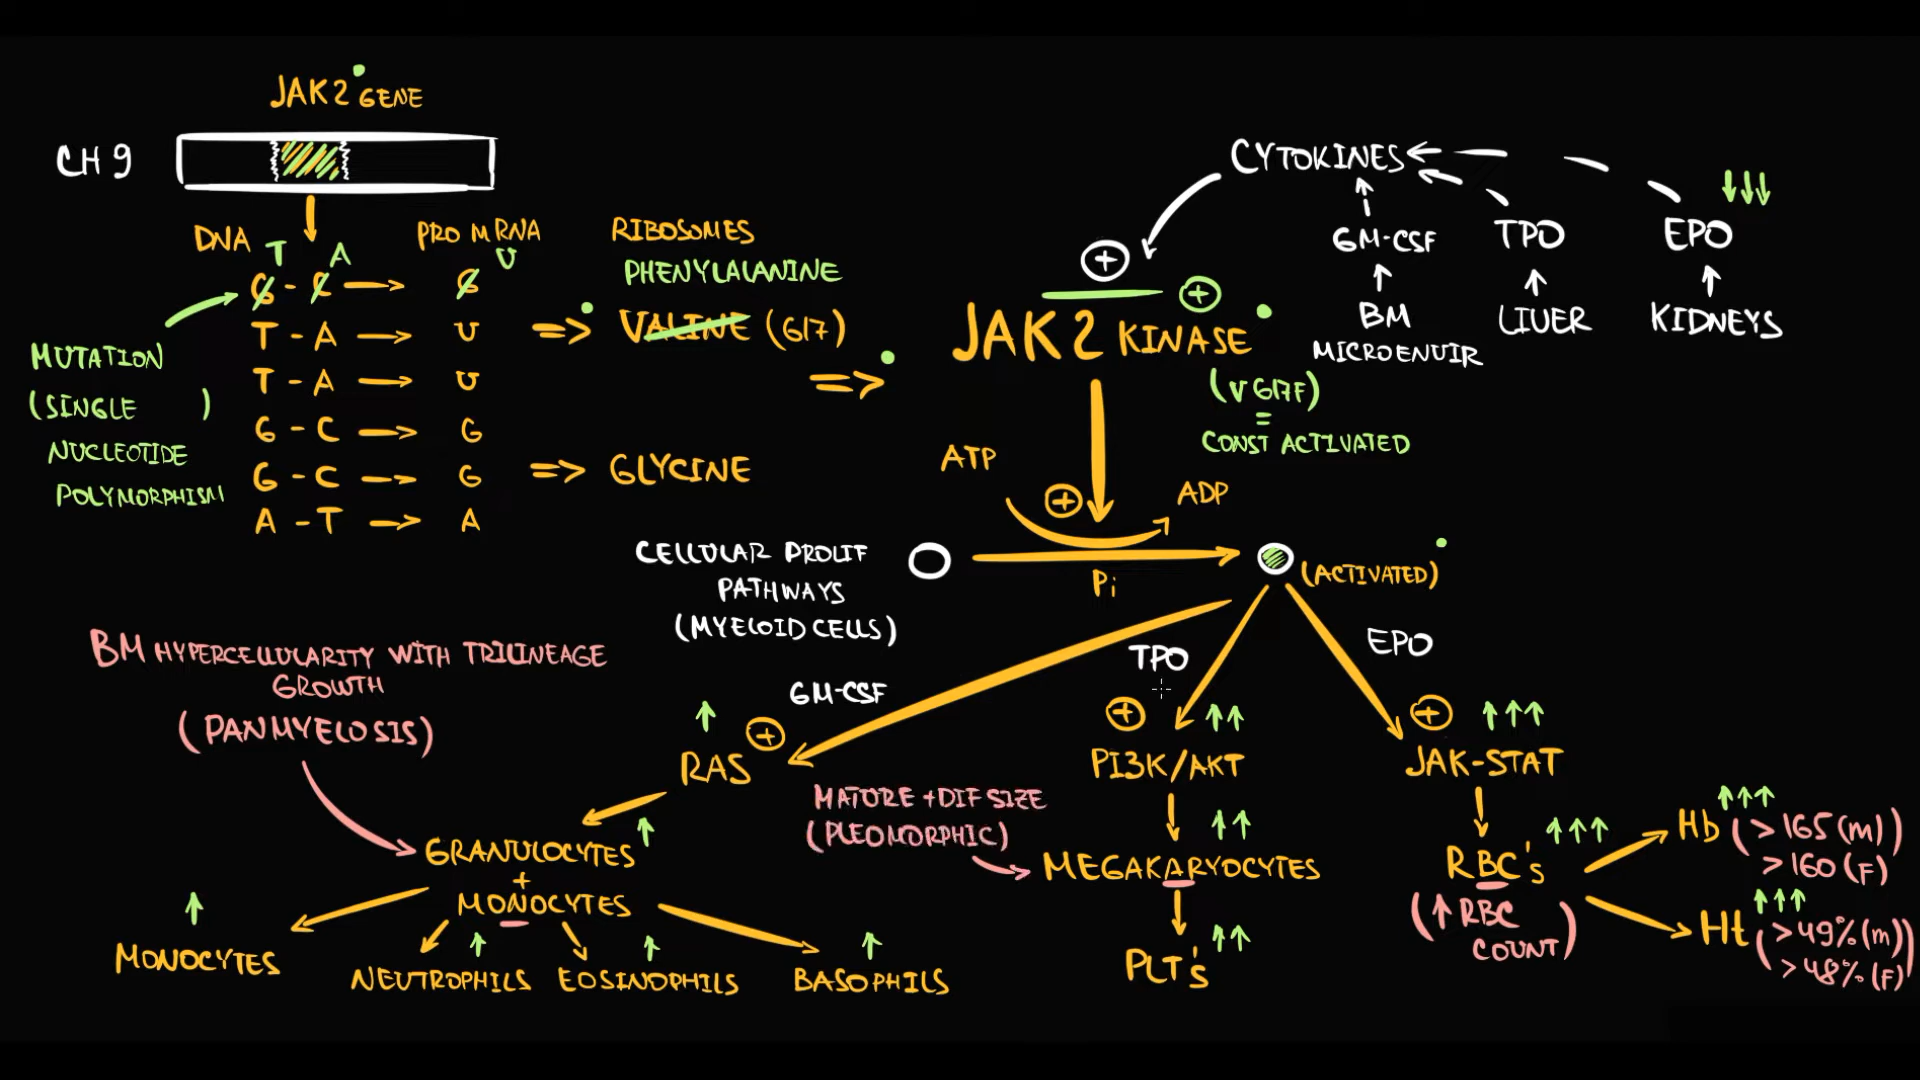 JAK2 GENE
CH 9
DNA
PRO MRNA
RIBOSOMES
T A
U
PHENYLALANINE
G - C → G
T - A → U => VALINE (617)
T - A → U
G - C → G
G - C → G => GLYCINE
A - T → A
MUTATION
(SINGLE )
NUCLEOTIDE
POLYMORPHISM
=>
CYTOKINES
GM-CSF
TPO
EPO
↓↓↓
BM
MICROENVIR
LIVER
KIDNEYS
+
+
JAK2 KINASE
(V617F)
=
CONST ACTIVATED
ATP
+
ADP
Pi
CELLULAR PROLIF
PATHWAYS
(MYELOID CELLS)
(ACTIVATED)
BM HYPERCELLULARITY WITH TRILINEAGE
GROWTH
(PANMYELOSIS)
GM-CSF
TPO
EPO
↑
RAS +
+ ↑↑
PI3K/AKT
+ ↑↑↑
JAK-STAT
MATURE + DIF SIZE
(PLEOMORPHIC)
GRANULOCYTES ↑
+
MONOCYTES
MEGAKARYOCYTES ↑↑
RBC's ↑↑↑
(↑ RBC
COUNT)
Hb ↑↑↑ (> 165 (M))
> 160 (F)
Ht ↑↑↑ (> 49% (M)
> 48% (F))
MONOCYTES ↑
NEUTROPHILS ↑
EOSINOPHILS ↑
BASOPHILS ↑
PLT's ↑↑